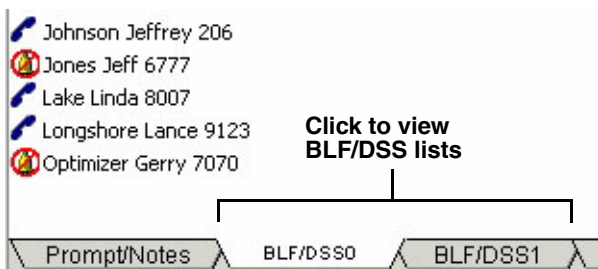 Johnson Jeffrey 206
Jones Jeff 6777
Lake Linda 8007
Longshore Lance 9123
Optimizer Gerry 7070
Click to view
BLF/DSS lists
Prompt/Notes
BLF/DSS0
BLF/DSS1